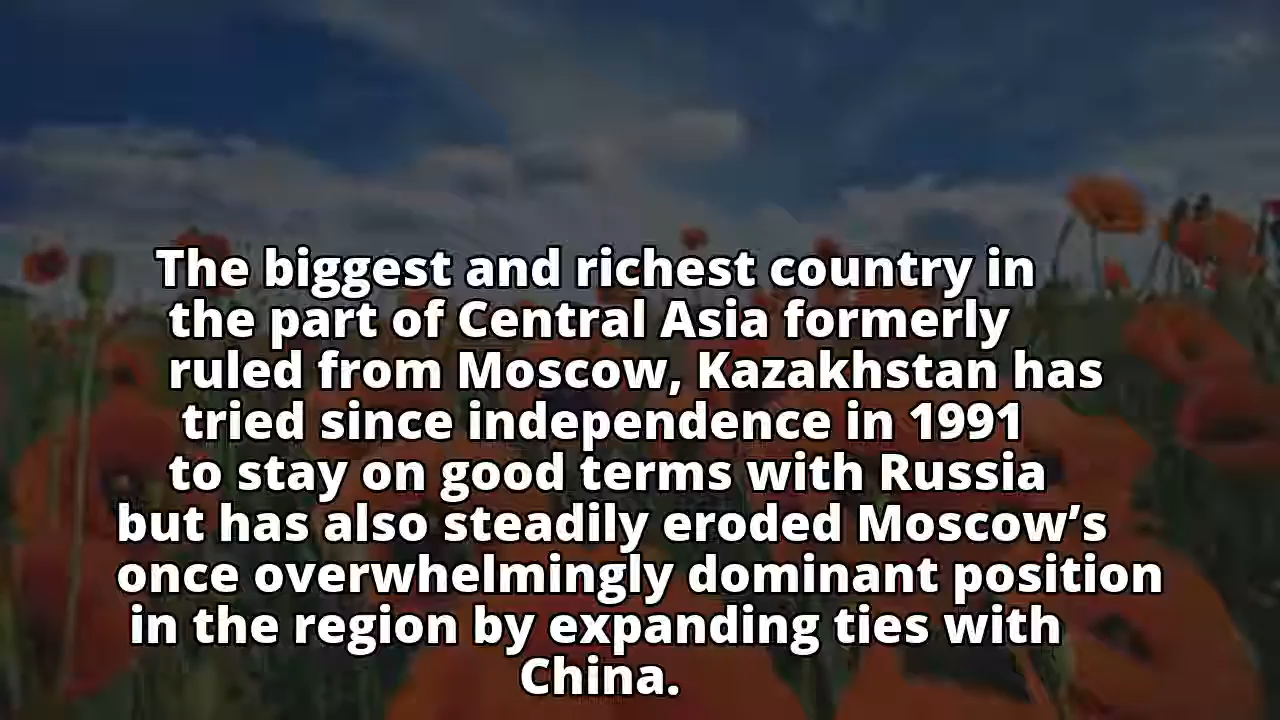 The biggest and richest country in
the part of Central Asia formerly
ruled from Moscow, Kazakhstan has
tried since independence in 1991
to stay on good terms with Russia
but has also steadily eroded Moscow’s
once overwhelmingly dominant position
in the region by expanding ties with
China.